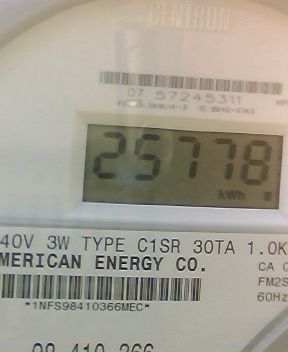 CENTRON
07 57245311
25778
kWh
40V 3W TYPE C1SR 30TA 1.0K
MERICAN ENERGY CO.
CA
FM2S
60Hz
*1NFS98410366MEC*
98 410 366